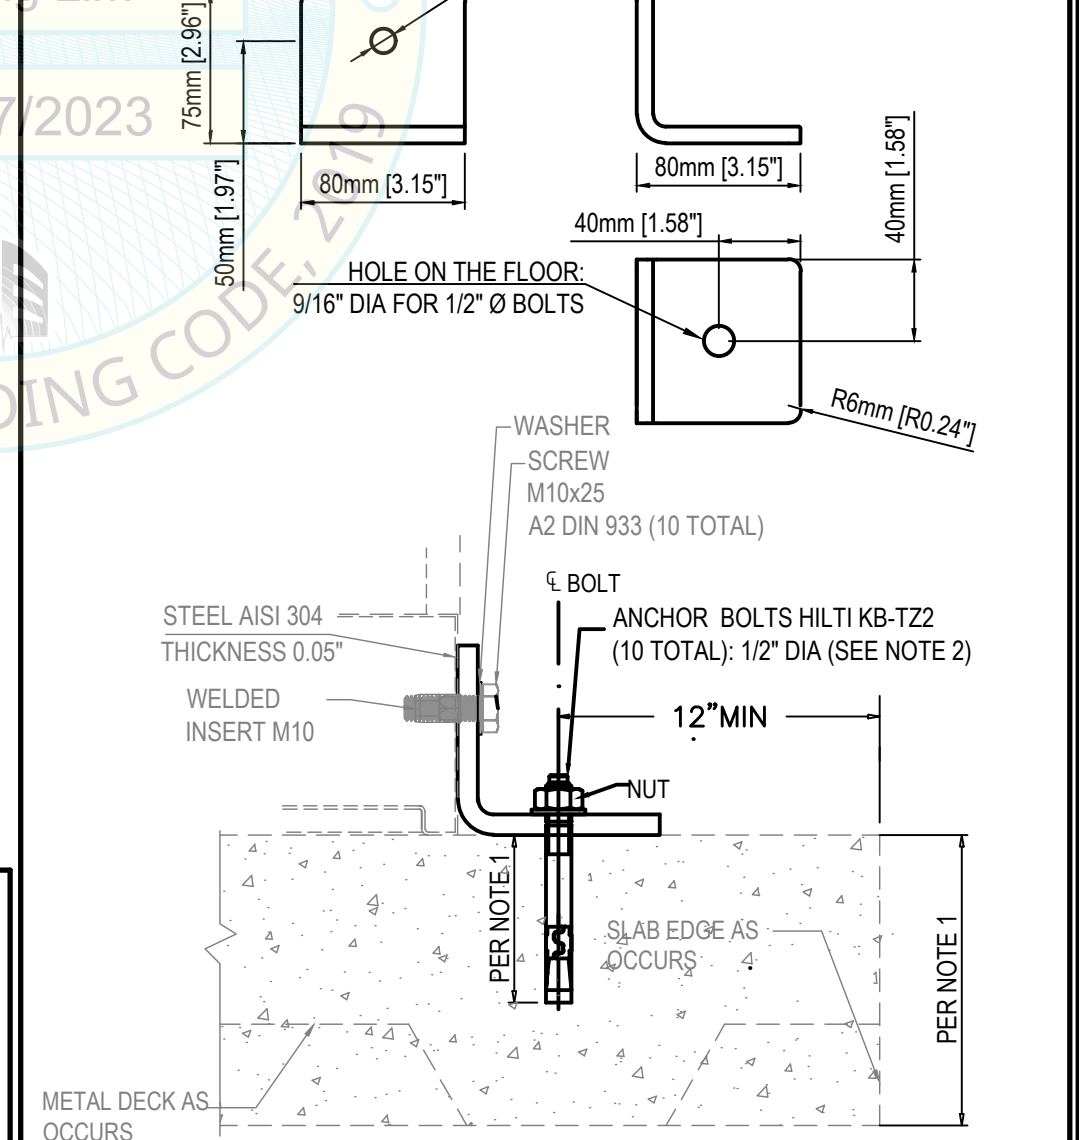 75mm [2.96"]
7/2023
50mm [1.97"]
80mm [3.15"]
80mm [3.15"]
40mm [1.58"]
40mm [1.58"]
2019
DING CODE,
HOLE ON THE FLOOR:
9/16" DIA FOR 1/2" Ø BOLTS
R6mm [R0.24"]
WASHER
SCREW
M10x25
A2 DIN 933 (10 TOTAL)
℄ BOLT
STEEL AISI 304
THICKNESS 0.05"
ANCHOR BOLTS HILTI KB-TZ2
(10 TOTAL): 1/2" DIA (SEE NOTE 2)
WELDED
INSERT M10
12”MIN
NUT
PER NOTE 1
SLAB EDGE AS
OCCURS
PER NOTE 1
METAL DECK AS
OCCURS